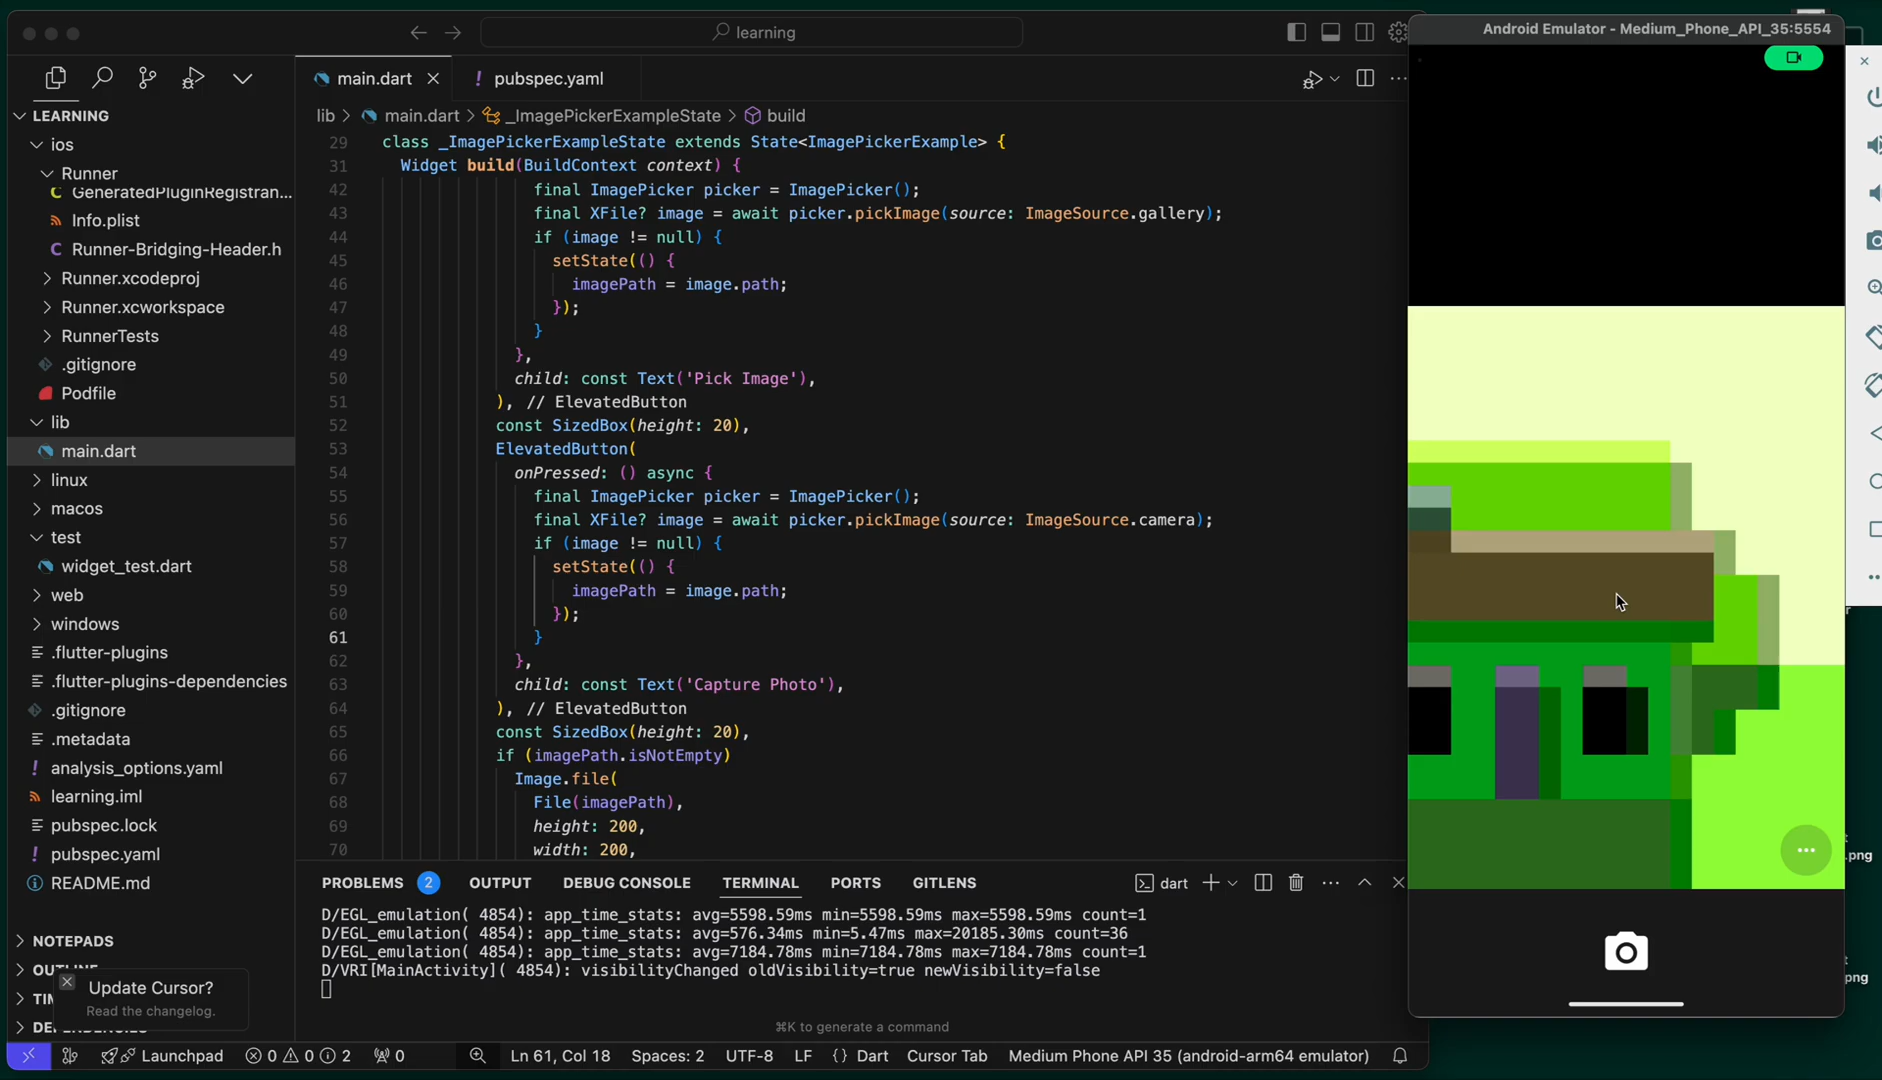 learning
Android Emulator - Medium_Phone_API_35:5554
main.dart
! pubspec.yaml
LEARNING
ios
Runner
C GeneratedPluginRegistran...
Info.plist
C Runner-Bridging-Header.h
Runner.xcodeproj
Runner.xcworkspace
RunnerTests
.gitignore
Podfile
lib
main.dart
linux
macos
test
widget_test.dart
web
windows
.flutter-plugins
.flutter-plugins-dependencies
.gitignore
.metadata
! analysis_options.yaml
learning.iml
pubspec.lock
! pubspec.yaml
README.md
NOTEPADS
OUTLINE
Update Cursor?
Read the changelog.
lib > main.dart > _ImagePickerExampleState > build
29 class _ImagePickerExampleState extends State<ImagePickerExample> {
31 Widget build(BuildContext context) {
42 final ImagePicker picker = ImagePicker();
43 final XFile? image = await picker.pickImage(source: ImageSource.gallery);
44 if (image != null) {
45 setState(() {
46 imagePath = image.path;
47 });
48 }
49 },
50 child: const Text('Pick Image'),
51 ), // ElevatedButton
52 const SizedBox(height: 20),
53 ElevatedButton(
54 onPressed: () async {
55 final ImagePicker picker = ImagePicker();
56 final XFile? image = await picker.pickImage(source: ImageSource.camera);
57 if (image != null) {
58 setState(() {
59 imagePath = image.path;
60 });
61 }
62 },
63 child: const Text('Capture Photo'),
64 ), // ElevatedButton
65 const SizedBox(height: 20),
66 if (imagePath.isNotEmpty)
67 Image.file(
68 File(imagePath),
69 height: 200,
70 width: 200,
PROBLEMS 2 OUTPUT DEBUG CONSOLE TERMINAL PORTS GITLENS
dart
D/EGL_emulation( 4854): app_time_stats: avg=5598.59ms min=5598.59ms max=5598.59ms count=1
D/EGL_emulation( 4854): app_time_stats: avg=576.34ms min=5.47ms max=20185.30ms count=36
D/EGL_emulation( 4854): app_time_stats: avg=7184.78ms min=7184.78ms max=7184.78ms count=1
D/VRI[MainActivity]( 4854): visibilityChanged oldVisibility=true newVisibility=false
⌘K to generate a command
.png
png
Launchpad 0 0 2 0 Ln 61, Col 18 Spaces: 2 UTF-8 LF {} Dart Cursor Tab Medium Phone API 35 (android-arm64 emulator)